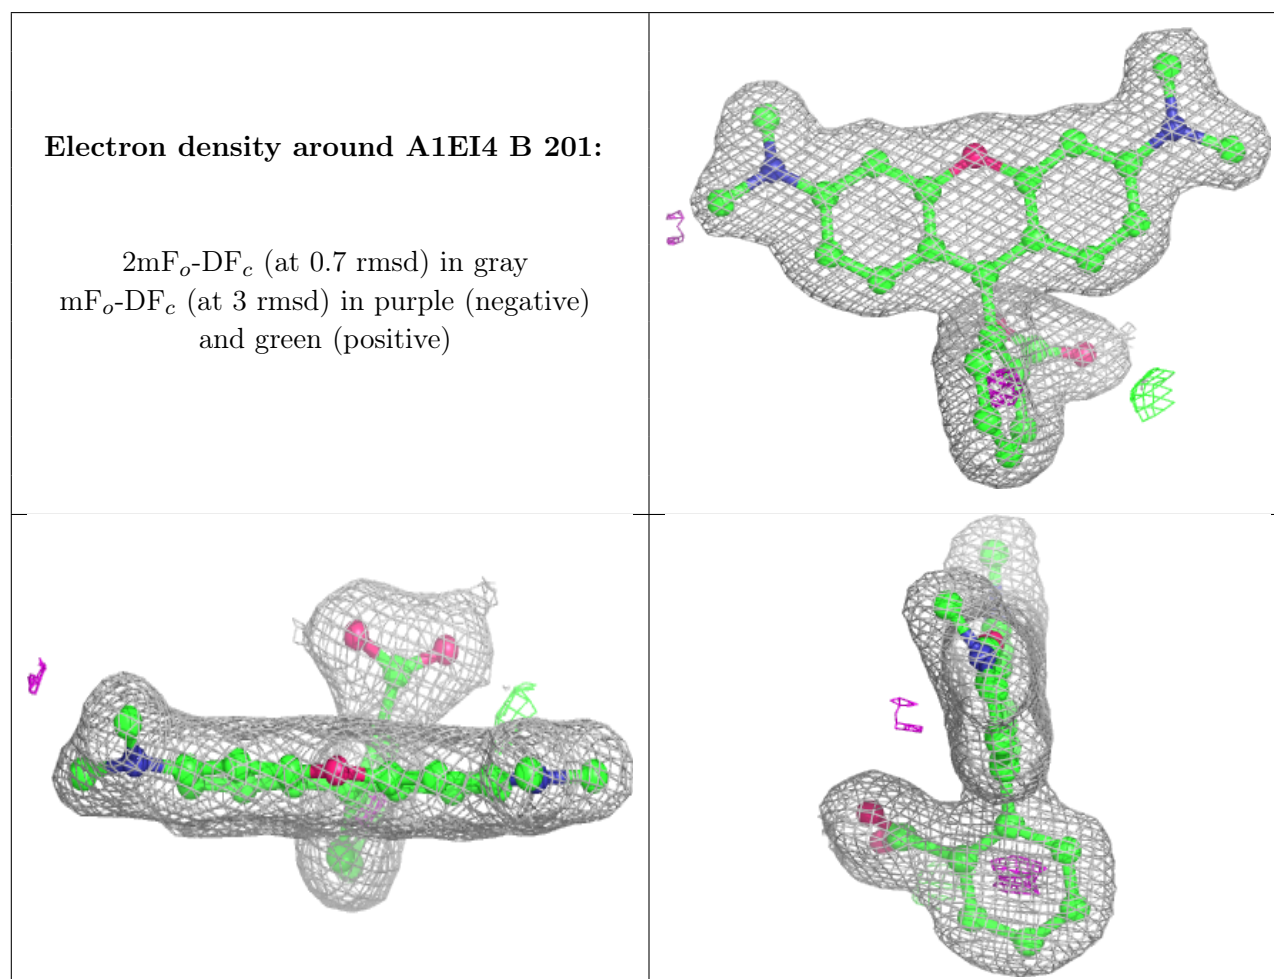 Electron density around A1EI4 B 201:
2mFo-DFc (at 0.7 rmsd) in gray
mFo-DFc (at 3 rmsd) in purple (negative)
and green (positive)